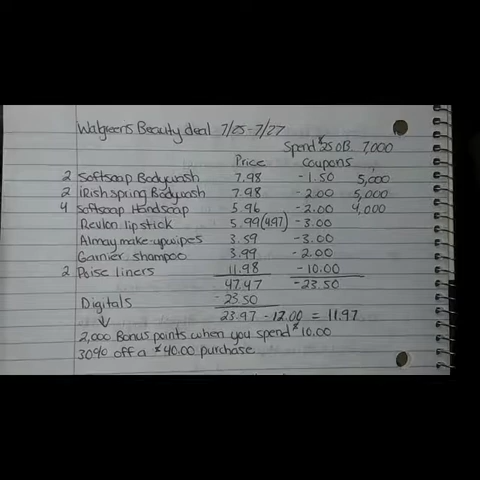 Walgreens Beauty deal 7/25-7/27
Spend $25 OB. 7,000
Price Coupons
2 Softsoap Bodywash 7.98 -1.50 5,000
2 irish spring Bodywash 7.98 -2.00 5,000
4 Softsoap Handsoap 5.96 -2.00 4,000
Revlon lipstick 5.99(4.97) -3.00
Almay make-up wipes 3.59 -3.00
Garnier shampoo 3.99 -2.00
2 Poise liners 11.98 -10.00
47.47 -23.50
Digitals -23.50
23.97 -12.00 = 11.97
2,000 Bonus points when you spend $10.00
30% off a $40.00 purchase